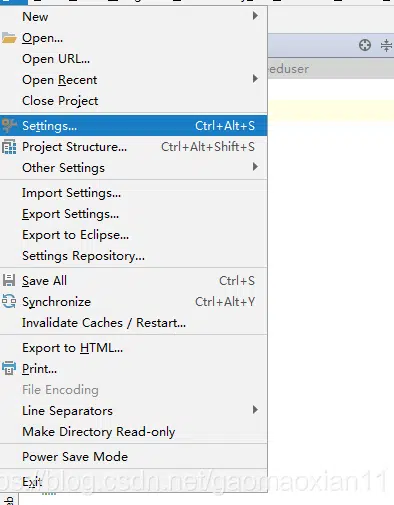 New
Open...
Open URL...
eeduser
Open Recent
Close Project
Settings... Ctrl+Alt+S
Project Structure... Ctrl+Alt+Shift+S
Other Settings
Import Settings...
Export Settings...
Export to Eclipse...
Settings Repository...
Save All Ctrl+S
Synchronize Ctrl+Alt+Y
Invalidate Caches / Restart...
Export to HTML...
Print...
File Encoding
Line Separators
Make Directory Read-only
Power Save Mode
Exit
ps://blog.csdn.net/gaomaoxian11